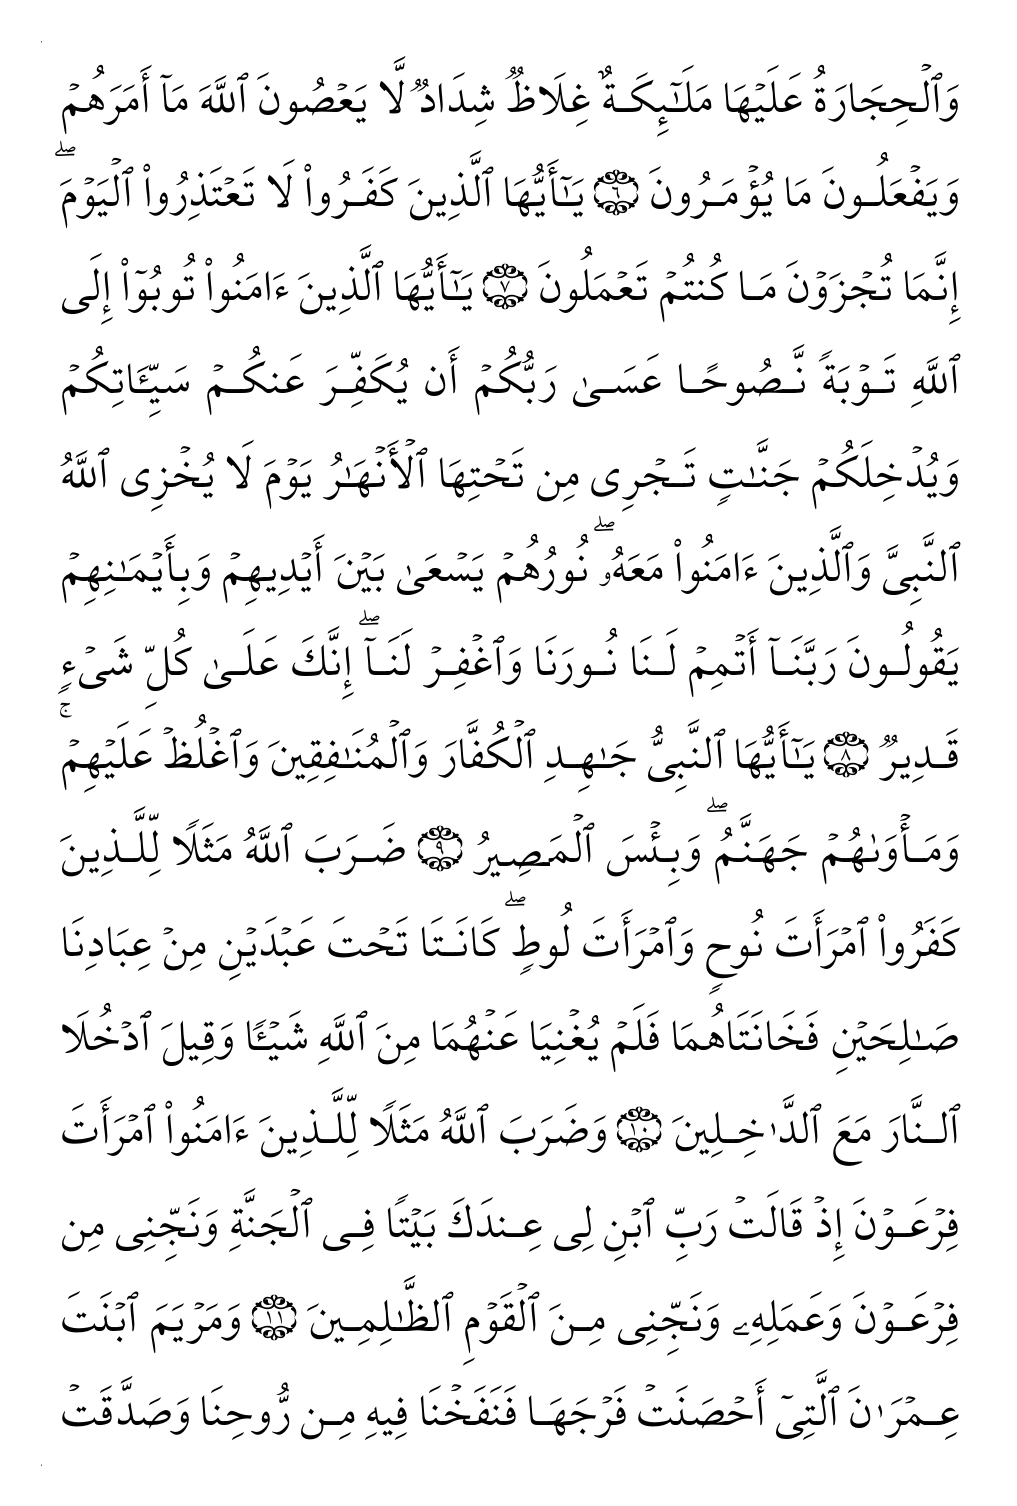 وَٱلۡحِجَارَةُ عَلَيۡهَا مَلَٰٓئِكَةٌ غِلَاظٞ شِدَادٞ لَّا يَعۡصُونَ ٱللَّهَ مَآ أَمَرَهُمۡ
وَيَفۡعَلُونَ مَا يُؤۡمَرُونَ ٦ يَٰٓأَيُّهَا ٱلَّذِينَ كَفَرُواْ لَا تَعۡتَذِرُواْ ٱلۡيَوۡمَۖ
إِنَّمَا تُجۡزَوۡنَ مَا كُنتُمۡ تَعۡمَلُونَ ٧ يَٰٓأَيُّهَا ٱلَّذِينَ ءَامَنُواْ تُوبُوٓاْ إِلَى
ٱللَّهِ تَوۡبَةٗ نَّصُوحًا عَسَىٰ رَبُّكُمۡ أَن يُكَفِّرَ عَنكُمۡ سَيِّـَٔاتِكُمۡ
وَيُدۡخِلَكُمۡ جَنَّٰتٖ تَجۡرِي مِن تَحۡتِهَا ٱلۡأَنۡهَٰرُ يَوۡمَ لَا يُخۡزِي ٱللَّهُ
ٱلنَّبِيَّ وَٱلَّذِينَ ءَامَنُواْ مَعَهُۥۖ نُورُهُمۡ يَسۡعَىٰ بَيۡنَ أَيۡدِيهِمۡ وَبِأَيۡمَٰنِهِمۡ
يَقُولُونَ رَبَّنَآ أَتۡمِمۡ لَنَا نُورَنَا وَٱغۡفِرۡ لَنَآۖ إِنَّكَ عَلَىٰ كُلِّ شَيۡءٖ
قَدِيرٞ ٨ يَٰٓأَيُّهَا ٱلنَّبِيُّ جَٰهِدِ ٱلۡكُفَّارَ وَٱلۡمُنَٰفِقِينَ وَٱغۡلُظۡ عَلَيۡهِمۡۚ
وَمَأۡوَىٰهُمۡ جَهَنَّمُۖ وَبِئۡسَ ٱلۡمَصِيرُ ٩ ضَرَبَ ٱللَّهُ مَثَلٗا لِّلَّذِينَ
كَفَرُواْ ٱمۡرَأَتَ نُوحٖ وَٱمۡرَأَتَ لُوطٖۖ كَانَتَا تَحۡتَ عَبۡدَيۡنِ مِنۡ عِبَادِنَا
صَٰلِحَيۡنِ فَخَانَتَاهُمَا فَلَمۡ يُغۡنِيَا عَنۡهُمَا مِنَ ٱللَّهِ شَيۡـٔٗا وَقِيلَ ٱدۡخُلَا
ٱلنَّارَ مَعَ ٱلدَّٰخِلِينَ ١٠ وَضَرَبَ ٱللَّهُ مَثَلٗا لِّلَّذِينَ ءَامَنُواْ ٱمۡرَأَتَ
فِرۡعَوۡنَ إِذۡ قَالَتۡ رَبِّ ٱبۡنِ لِي عِندَكَ بَيۡتٗا فِي ٱلۡجَنَّةِ وَنَجِّنِي مِن
فِرۡعَوۡنَ وَعَمَلِهِۦ وَنَجِّنِي مِنَ ٱلۡقَوۡمِ ٱلظَّٰلِمِينَ ١١ وَمَرۡيَمَ ٱبۡنَتَ
عِمۡرَٰنَ ٱلَّتِيٓ أَحۡصَنَتۡ فَرۡجَهَا فَنَفَخۡنَا فِيهِ مِن رُّوحِنَا وَصَدَّقَتۡ